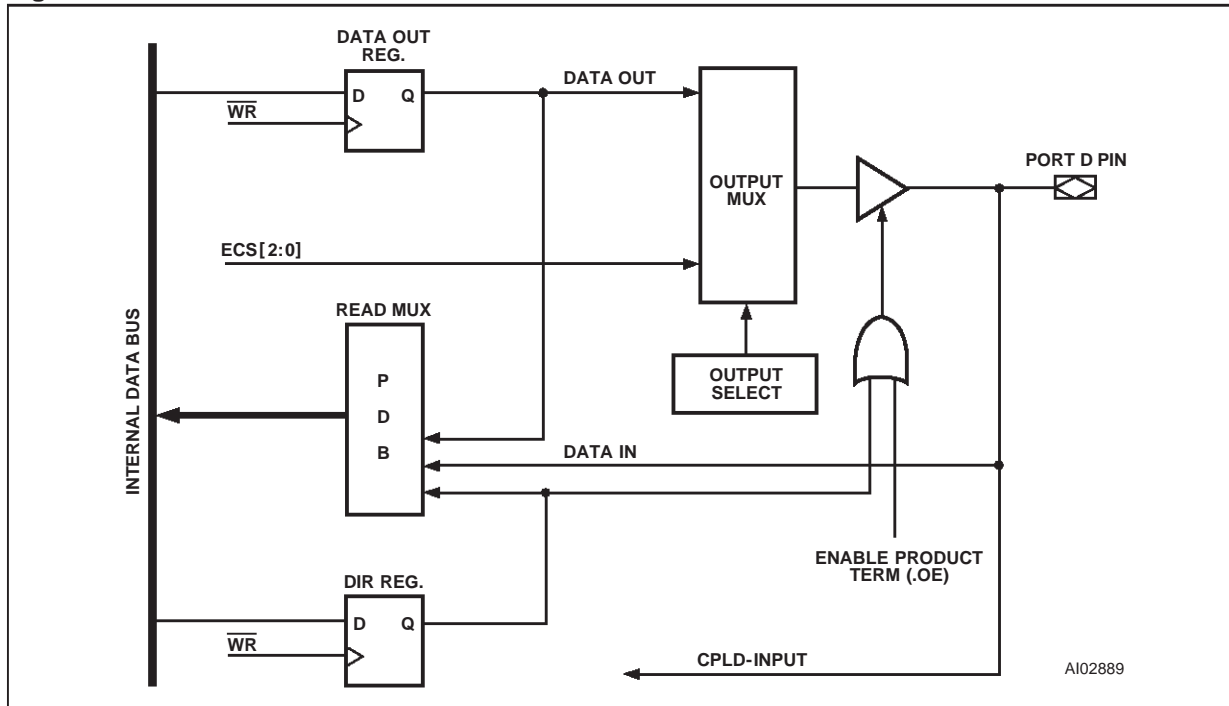 DATA OUT
REG.
DATA OUT
D Q
WR
OUTPUT
MUX
PORT D PIN
ECS[2:0]
READ MUX
P
D
B
OUTPUT
SELECT
INTERNAL DATA BUS
DATA IN
ENABLE PRODUCT
TERM (.OE)
DIR REG.
D Q
WR
CPLD-INPUT
AI02889